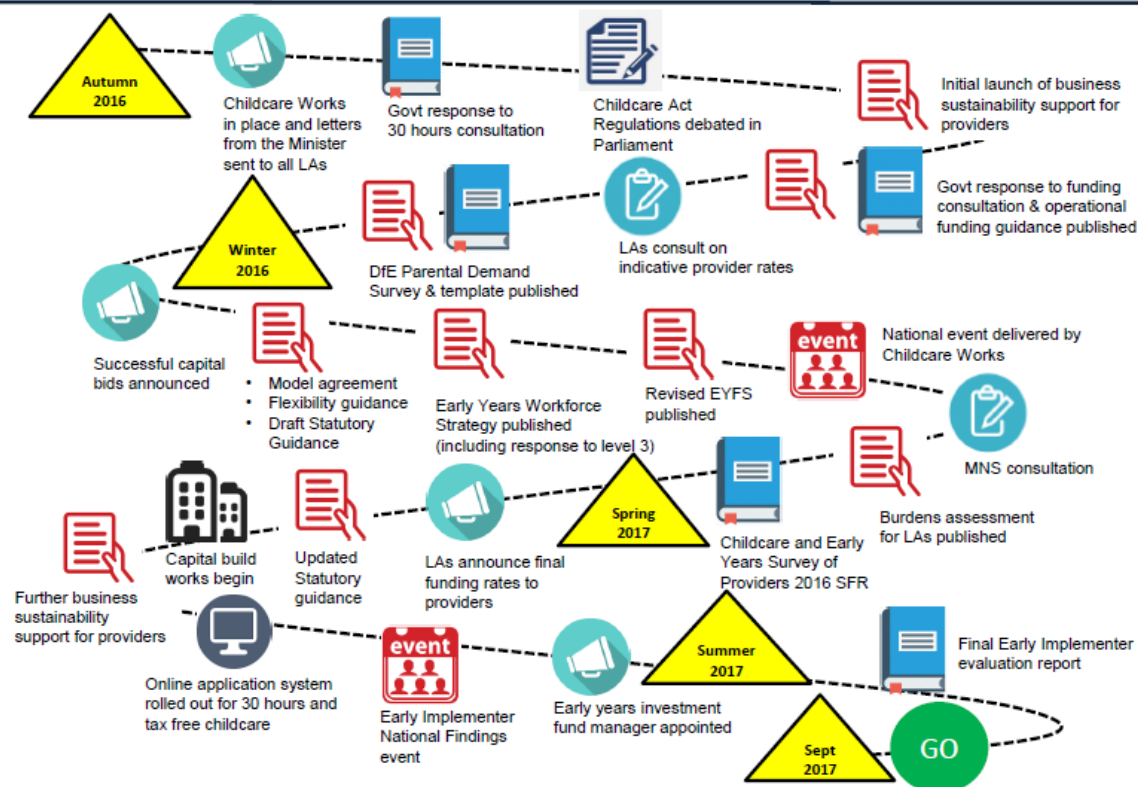 Autumn
2016
Childcare Works
in place and letters
from the Minister
sent to all LAs
Govt response to
30 hours consultation
Childcare Act
Regulations debated in
Parliament
Initial launch of business
sustainability support for
providers
Govt response to funding
consultation & operational
funding guidance published
LAs consult on
indicative provider rates
DfE Parental Demand
Survey & template published
Winter
2016
Successful capital
bids announced
• Model agreement
• Flexibility guidance
• Draft Statutory
Guidance
Early Years Workforce
Strategy published
(including response to level 3)
Revised EYFS
published
event
National event delivered by
Childcare Works
MNS consultation
Burdens assessment
for LAs published
Childcare and Early
Years Survey of
Providers 2016 SFR
Spring
2017
LAs announce final
funding rates to
providers
Updated
Statutory
guidance
Capital build
works begin
Further business
sustainability
support for providers
Online application system
rolled out for 30 hours and
tax free childcare
event
Early Implementer
National Findings
event
Early years investment
fund manager appointed
Summer
2017
Final Early Implementer
evaluation report
GO
Sept
2017